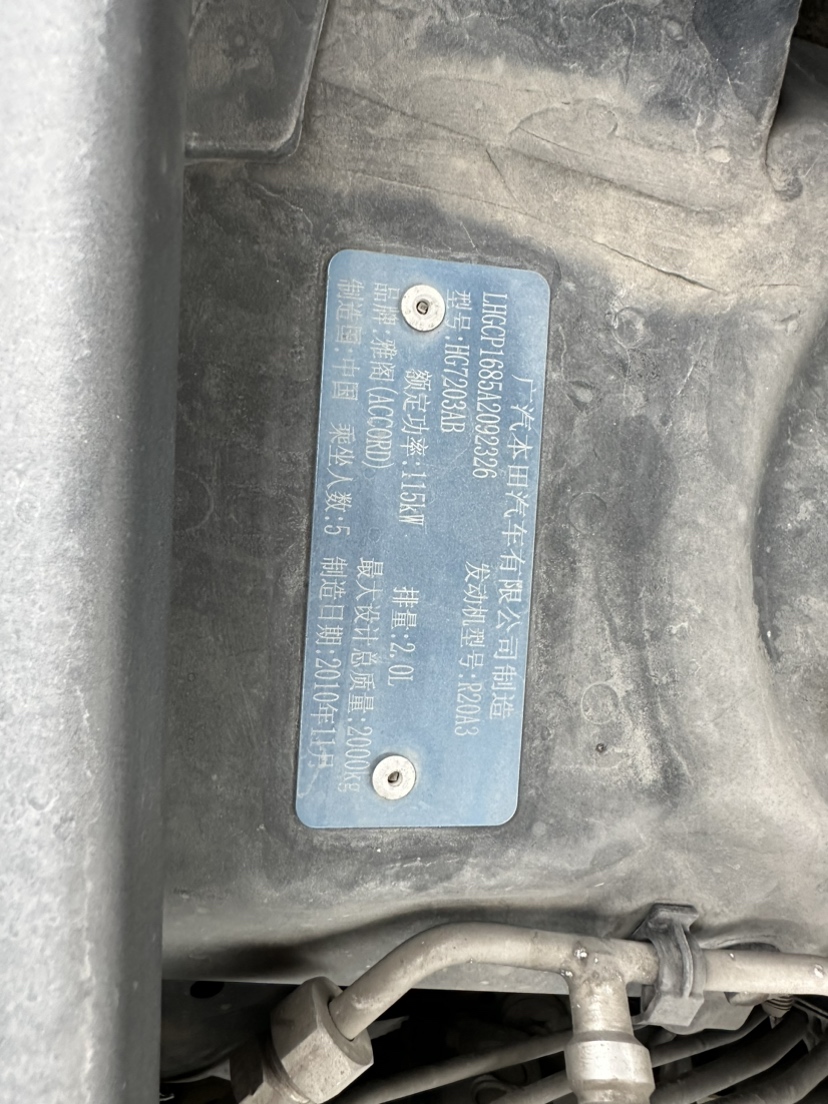 广汽本田汽车有限公司制造
LHGCP1685A2092326 发动机型号:R20A3
型号:HG7203AB
额定功率:115kW 排量:2.0L
品牌:雅阁(ACCORD) 最大设计总质量:2000kg
制造国:中国 乘坐人数:5 制造日期:2010年11月